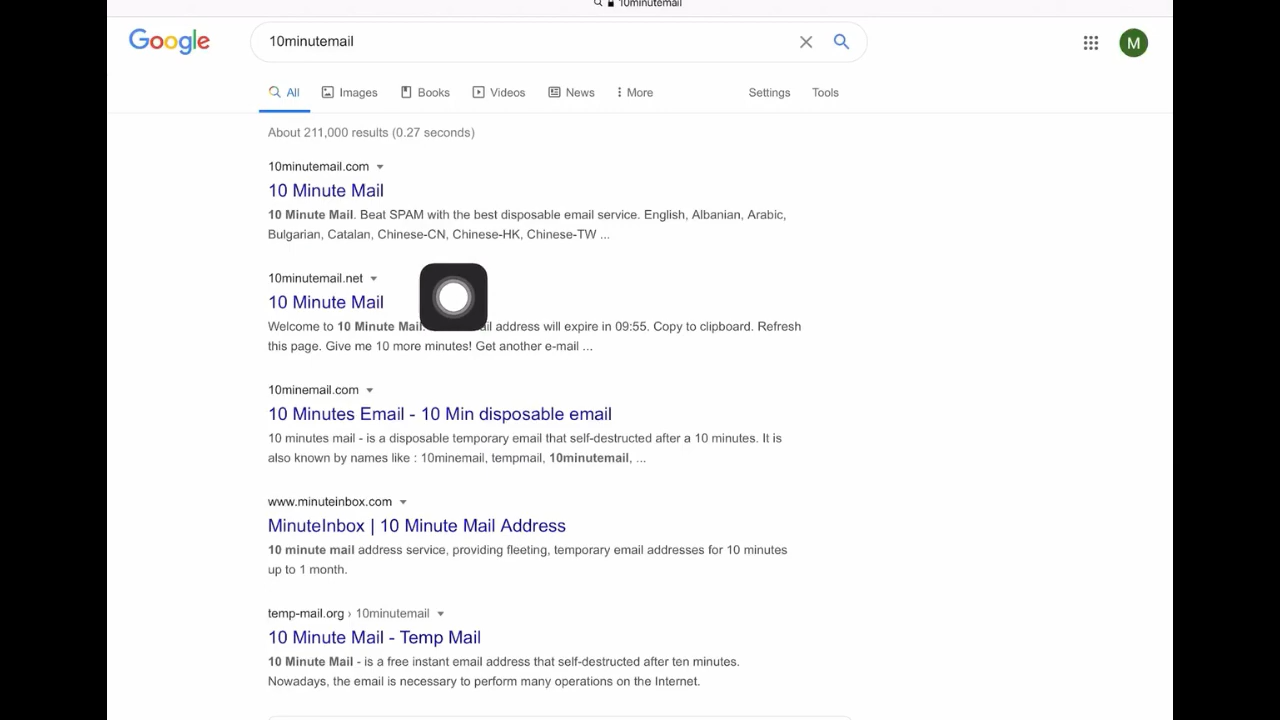 10minutemail
Google
10minutemail
M
All Images Books Videos News More Settings Tools
About 211,000 results (0.27 seconds)
10minutemail.com
10 Minute Mail
10 Minute Mail. Beat SPAM with the best disposable email service. English, Albanian, Arabic,
Bulgarian, Catalan, Chinese-CN, Chinese-HK, Chinese-TW ...
10minutemail.net
10 Minute Mail
Welcome to 10 Minute Mail. address will expire in 09:55. Copy to clipboard. Refresh
this page. Give me 10 more minutes! Get another e-mail ...
10minemail.com
10 Minutes Email - 10 Min disposable email
10 minutes mail - is a disposable temporary email that self-destructed after a 10 minutes. It is
also known by names like : 10minemail, tempmail, 10minutemail, ...
www.minuteinbox.com
MinuteInbox | 10 Minute Mail Address
10 minute mail address service, providing fleeting, temporary email addresses for 10 minutes
up to 1 month.
temp-mail.org › 10minutemail
10 Minute Mail - Temp Mail
10 Minute Mail - is a free instant email address that self-destructed after ten minutes.
Nowadays, the email is necessary to perform many operations on the Internet.